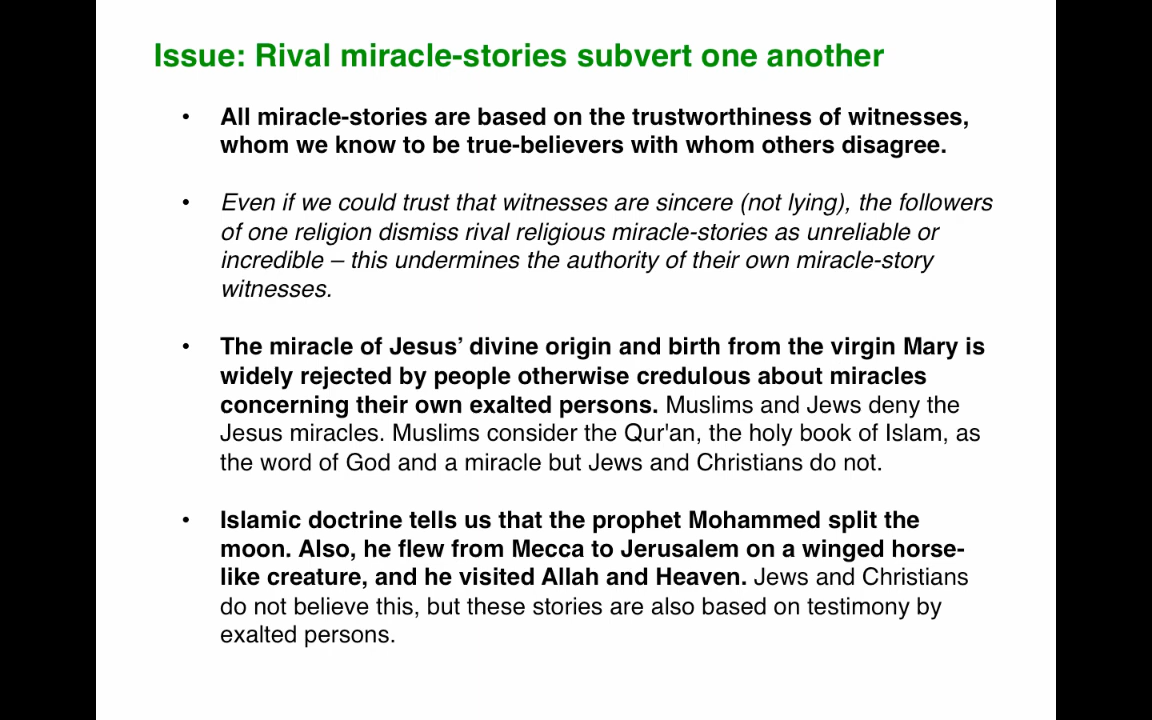 Issue: Rival miracle-stories subvert one another
• All miracle-stories are based on the trustworthiness of witnesses,
whom we know to be true-believers with whom others disagree.
• Even if we could trust that witnesses are sincere (not lying), the followers
of one religion dismiss rival religious miracle-stories as unreliable or
incredible – this undermines the authority of their own miracle-story
witnesses.
• The miracle of Jesus’ divine origin and birth from the virgin Mary is
widely rejected by people otherwise credulous about miracles
concerning their own exalted persons. Muslims and Jews deny the
Jesus miracles. Muslims consider the Qur'an, the holy book of Islam, as
the word of God and a miracle but Jews and Christians do not.
• Islamic doctrine tells us that the prophet Mohammed split the
moon. Also, he flew from Mecca to Jerusalem on a winged horse-
like creature, and he visited Allah and Heaven. Jews and Christians
do not believe this, but these stories are also based on testimony by
exalted persons.